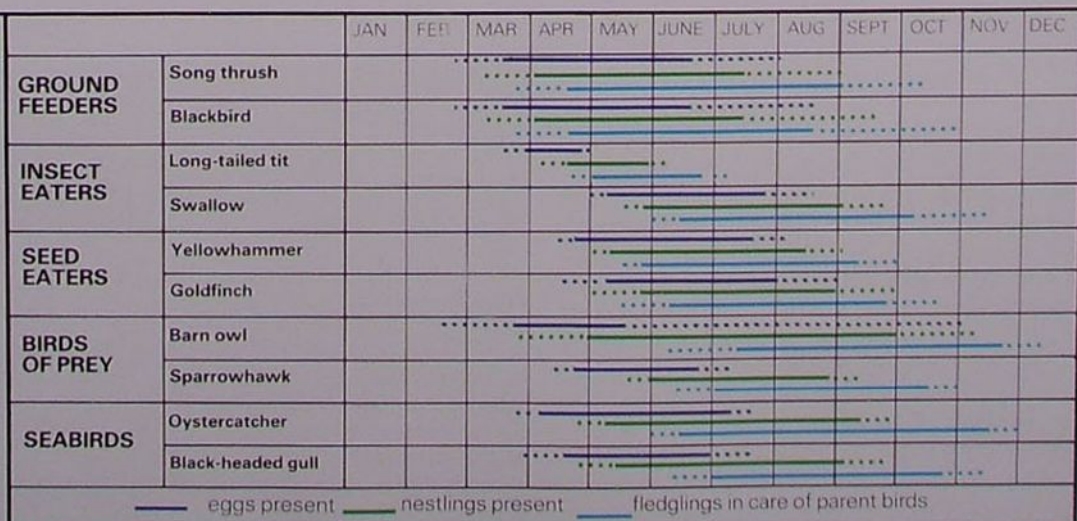 JAN FEB MAR APR MAY JUNE JULY AUG SEPT OCT NOV DEC
GROUND
FEEDERS
Song thrush
Blackbird
INSECT
EATERS
Long-tailed tit
Swallow
SEED
EATERS
Yellowhammer
Goldfinch
BIRDS
OF PREY
Barn owl
Sparrowhawk
SEABIRDS
Oystercatcher
Black-headed gull
eggs present nestlings present fledglings in care of parent birds